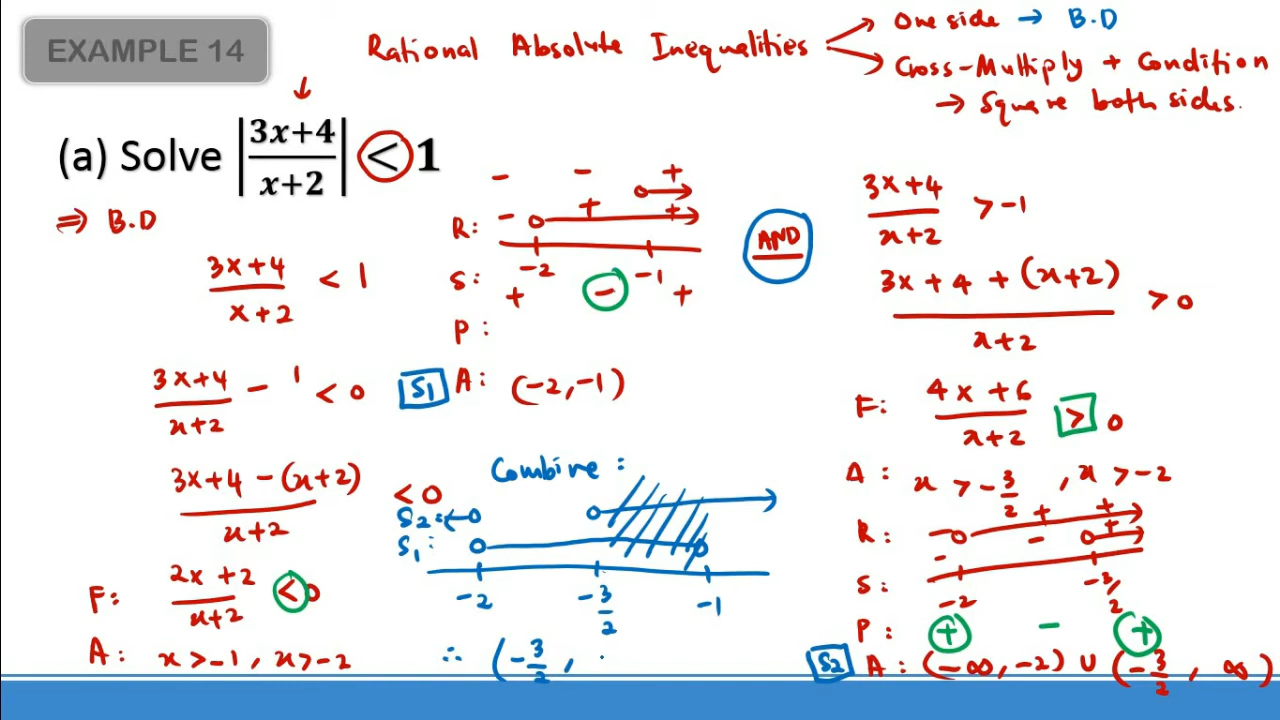 EXAMPLE 14
Rational Absolute Inequalities
One side → B.D
Cross-Multiply + Condition
→ Square both sides.
(a) Solve |(3x+4)/(x+2)| < 1
⇒ B.D
(3x+4)/(x+2) < 1
(3x+4)/(x+2) - 1 < 0
(3x+4-(x+2))/(x+2) < 0
F: (2x+2)/(x+2) < 0
A: x>-1, x>-2
- - +
R: - + +
-2 -1
S: + - +
P:
S1 A: (-2,-1)
Combine:
S2:
S1:
-2 -3/2 -1
∴ (-3/2,
AND
(3x+4)/(x+2) > -1
(3x+4+(x+2))/(x+2) > 0
F: (4x+6)/(x+2) > 0
A: x > -3/2, x > -2
R: - + +
- - +
S: -2 -3/2
P: + - +
S2 A: (-∞,-2) ∪ (-3/2, ∞)